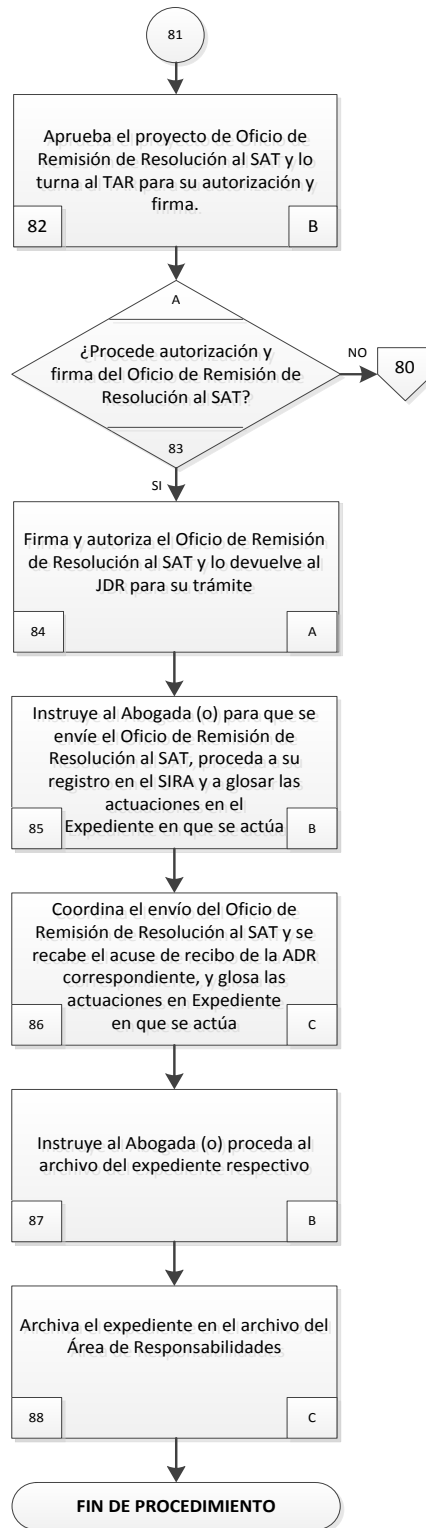 81
Aprueba el proyecto de Oficio de
Remisión de Resolución al SAT y lo
turna al TAR para su autorización y
firma.
82
B
A
¿Procede autorización y
firma del Oficio de Remisión de
Resolución al SAT?
83
NO
80
SI
Firma y autoriza el Oficio de Remisión
de Resolución al SAT y lo devuelve al
JDR para su trámite
84
A
Instruye al Abogada (o) para que se
envíe el Oficio de Remisión de
Resolución al SAT, proceda a su
registro en el SIRA y a glosar las
actuaciones en el
Expediente en que se actúa
85
B
Coordina el envío del Oficio de
Remisión de Resolución al SAT y se
recabe el acuse de recibo de la ADR
correspondiente, y glosa las
actuaciones en Expediente
en que se actúa
86
C
Instruye al Abogada (o) proceda al
archivo del expediente respectivo
87
B
Archiva el expediente en el archivo del
Área de Responsabilidades
88
C
FIN DE PROCEDIMIENTO